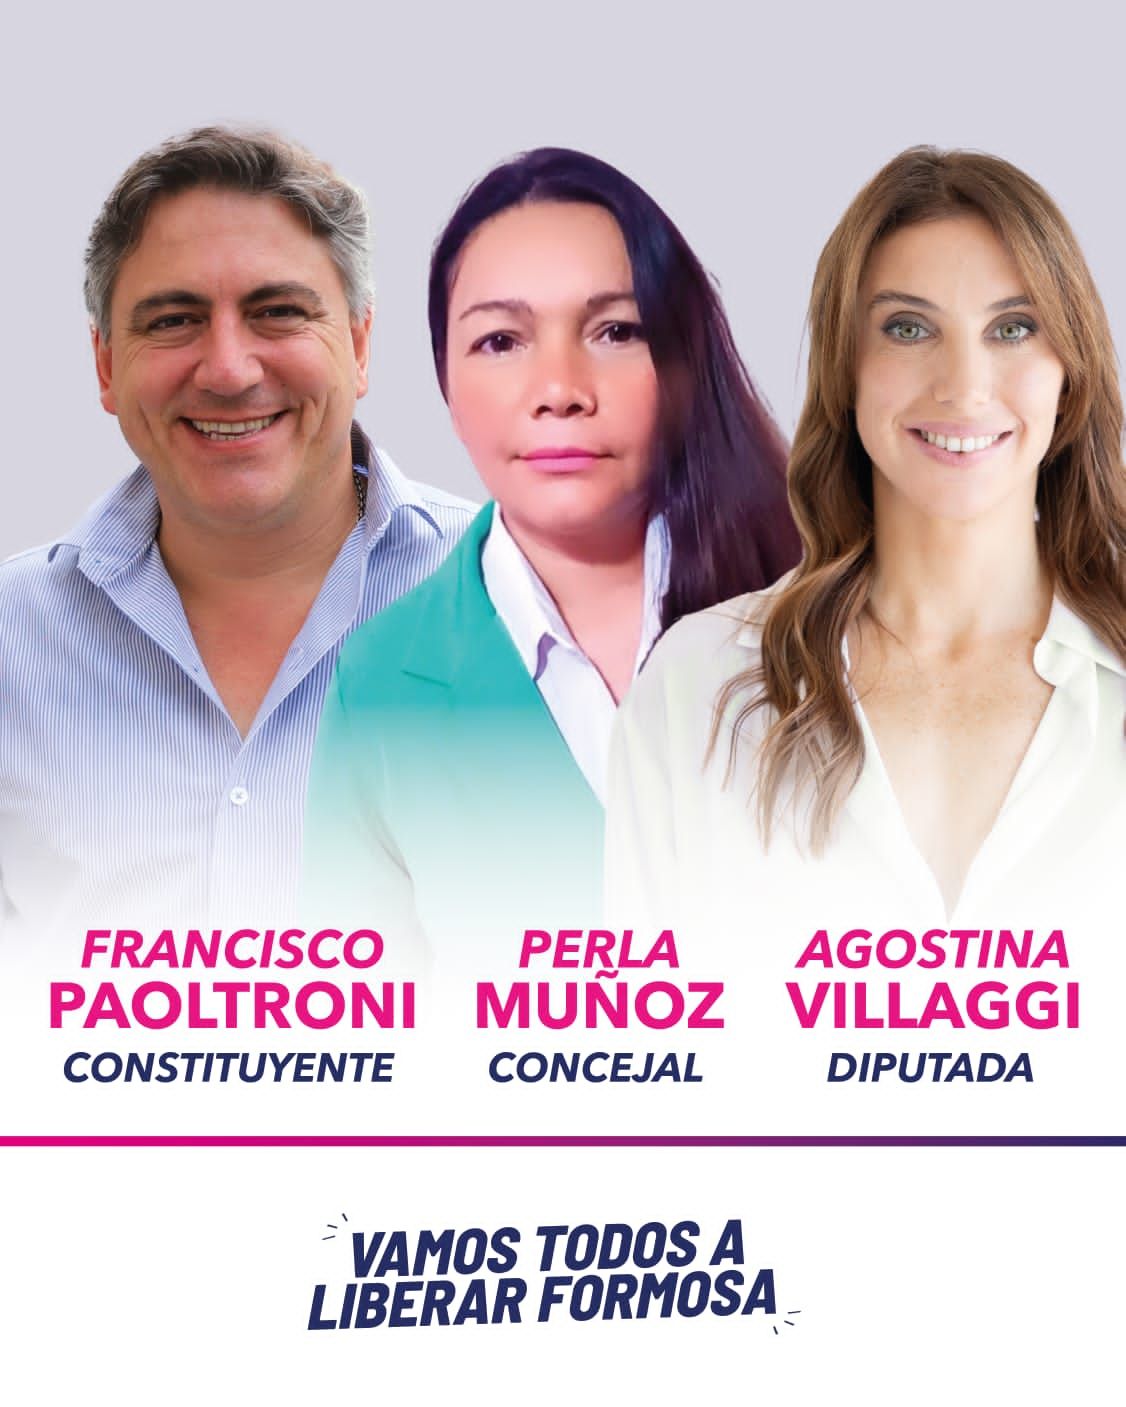 FRANCISCO
PAOLTRONI
CONSTITUYENTE
PERLA
MUÑOZ
CONCEJAL
AGOSTINA
VILLAGGI
DIPUTADA
VAMOS TODOS A
LIBERAR FORMOSA